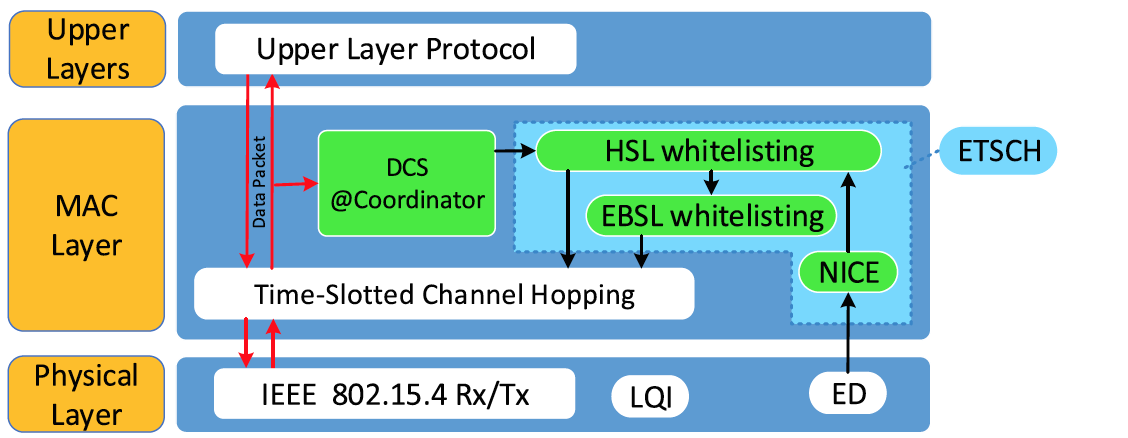 Upper
Layers
Upper Layer Protocol
MAC
Layer
Data Packet
DCS
@Coordinator
HSL whitelisting
EBSL whitelisting
NICE
ETSCH
Time-Slotted Channel Hopping
Physical
Layer
IEEE 802.15.4 Rx/Tx
LQI
ED